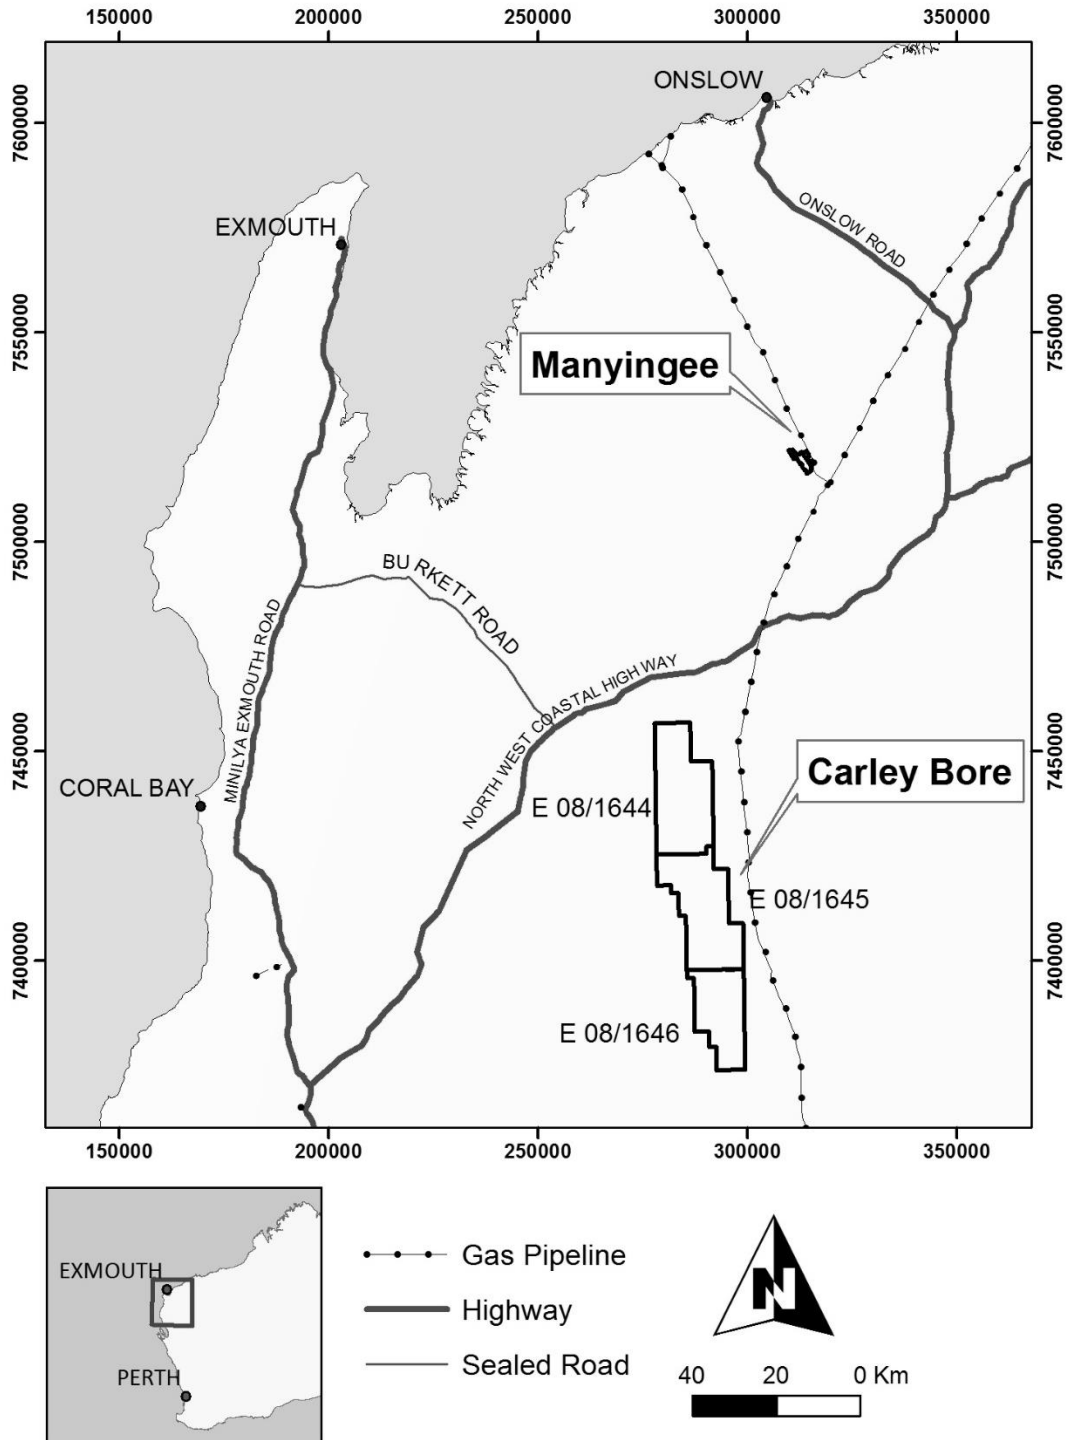 150000 200000 250000 300000 350000
ONSLOW
7600000 7600000
EXMOUTH
ONSLOW ROAD
7550000 7550000
Manyingee
7500000 7500000
BU RKETT ROAD
MINILYA EXMOUTH ROAD
NORTH WEST COASTAL HIGH WAY
7450000 7450000
Carley Bore
CORAL BAY
E 08/1644
E 08/1645
7400000 7400000
E 08/1646
150000 200000 250000 300000 350000
EXMOUTH
PERTH
Gas Pipeline
Highway
Sealed Road
N
40 20 0 Km